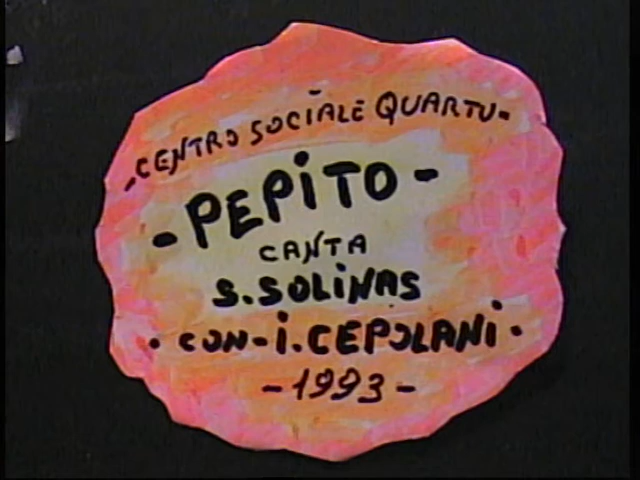 -CENTRO SOCIALE QUARTU-
-PEPiTO-
CANTA
S.SOLiNAS
·CON-i.CEPOLANi·
-1993-